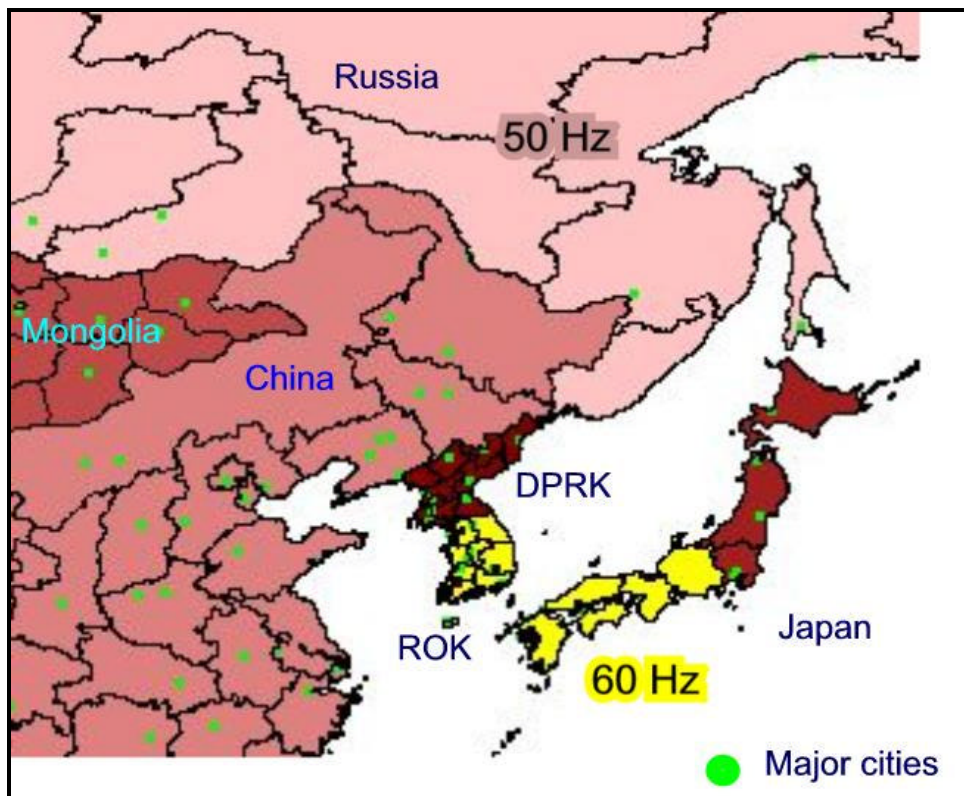 Russia
50 Hz
Mongolia
China
DPRK
ROK
Japan
60 Hz
Major cities